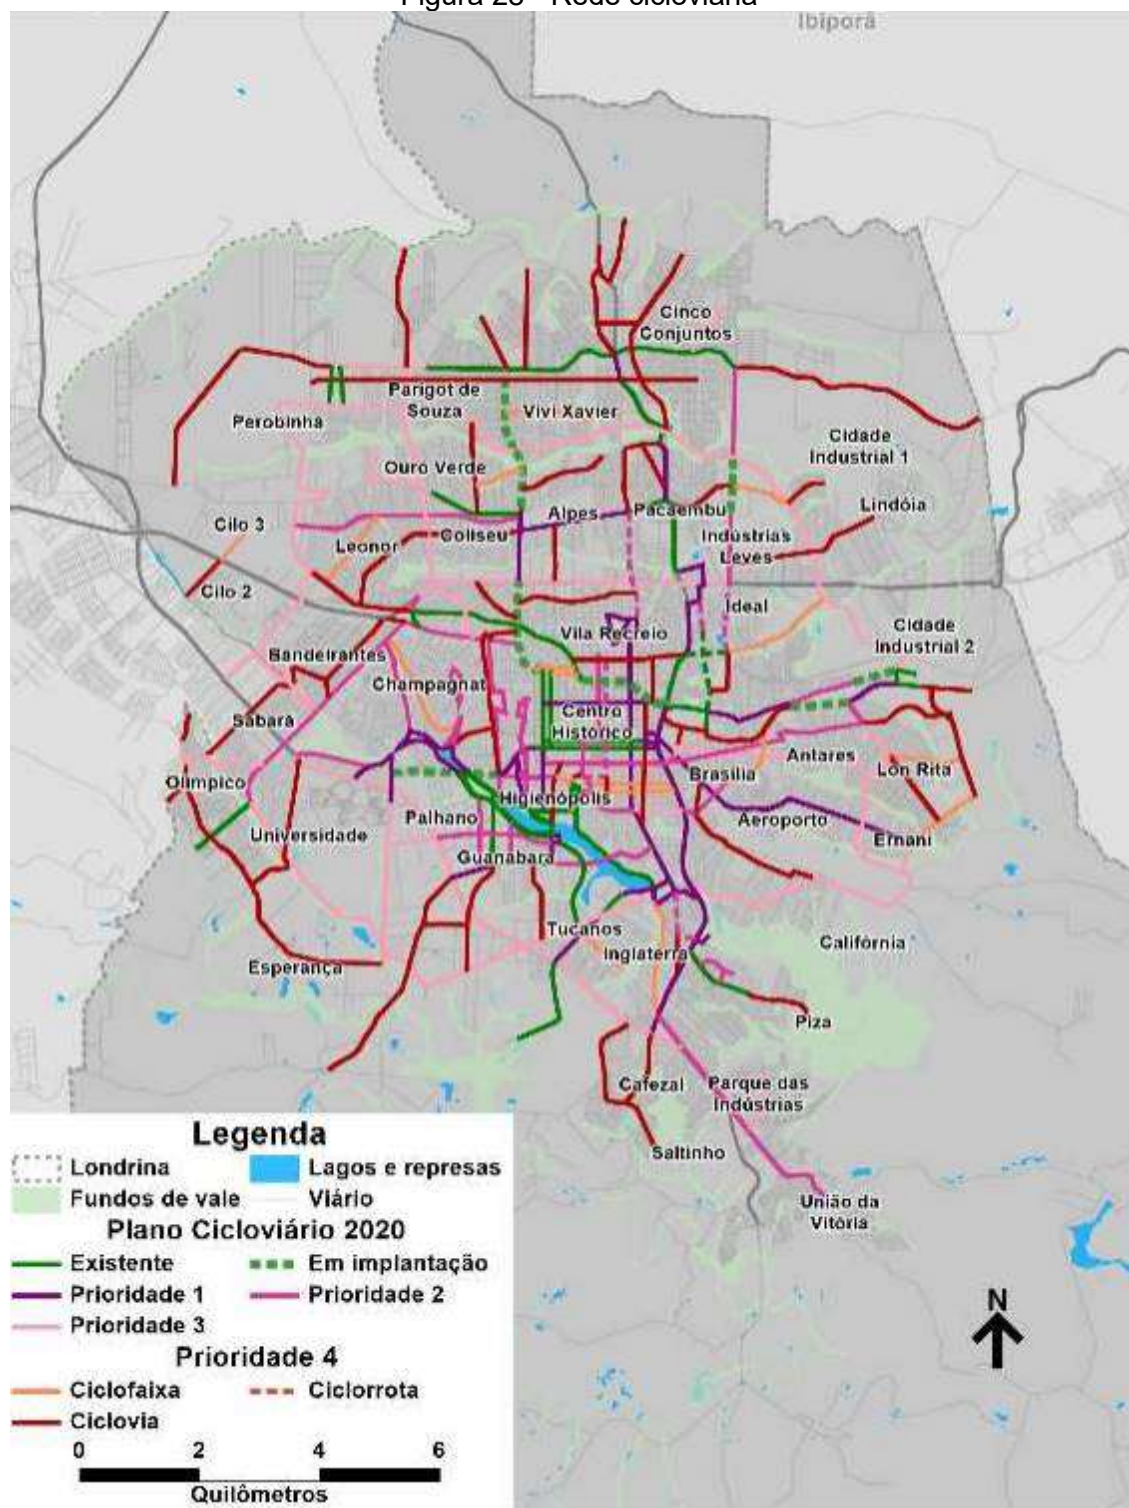 Figura 28 - Rede cicloviária
Ibiporã
Cinco
Conjuntos
Parigot de
Souza
Vivi Xavier
Perobinha
Cidade
Industrial 1
Ouro Verde
Lindóia
Alpes
Pacaembu
Cilo 3
Coliseu
Leonor
Indústrias
Leves
Cilo 2
Ideal
Vila Recreio
Cidade
Industrial 2
Bandeirantes
Champagnat
Centro
Histórico
Sabará
Antares
Lon Rita
Brasília
Olímpico
Higienópolis
Palhano
Aeroporto
Universidade
Ernani
Guanabara
Tucanos
Califórnia
Inglaterra
Esperança
Piza
Cafezal
Parque das
Indústrias
Saltinho
União da
Vitória
Legenda
Londrina
Lagos e represas
Fundos de vale
Viário
Plano Cicloviário 2020
Existente
Em implantação
Prioridade 1
Prioridade 2
Prioridade 3
Prioridade 4
Ciclofaixa
Ciclorrota
Ciclovia
0 2 4 6
Quilômetros
N